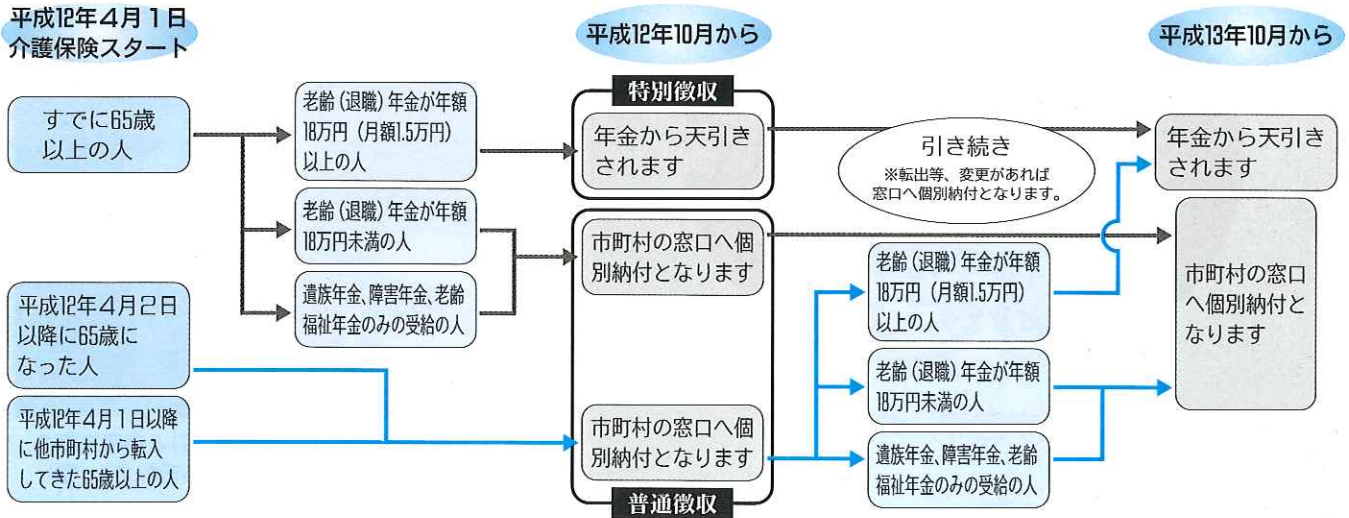 平成12年4月1日
介護保険スタート
平成12年10月から
平成13年10月から
すでに65歳
以上の人
老齢(退職)年金が年額
18万円(月額1.5万円)
以上の人
老齢(退職)年金が年額
18万円未満の人
遺族年金、障害年金、老齢
福祉年金のみの受給の人
平成12年4月2日
以降に65歳に
なった人
平成12年4月1日以降
に他市町村から転入
してきた65歳以上の人
特別徴収
年金から天引き
されます
市町村の窓口へ個
別納付となります
市町村の窓口へ個
別納付となります
普通徴収
引き続き
※転出等、変更があれば
窓口へ個別納付となります。
老齢(退職)年金が年額
18万円(月額1.5万円)
以上の人
老齢(退職)年金が年額
18万円未満の人
遺族年金、障害年金、老齢
福祉年金のみの受給の人
年金から天引き
されます
市町村の窓口
へ個別納付と
なります